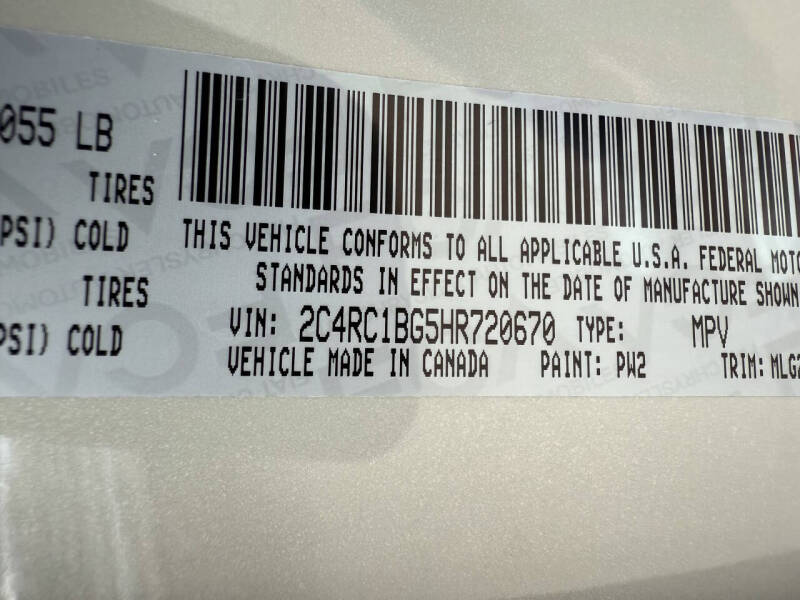 055 LB
TIRES
PSI) COLD
TIRES
PSI) COLD
THIS VEHICLE CONFORMS TO ALL APPLICABLE U.S.A. FEDERAL MOTO
STANDARDS IN EFFECT ON THE DATE OF MANUFACTURE SHOWN
VIN: 2C4RC1BG5HR720670 TYPE: MPV
VEHICLE MADE IN CANADA PAINT: PW2 TRIM: MLG2